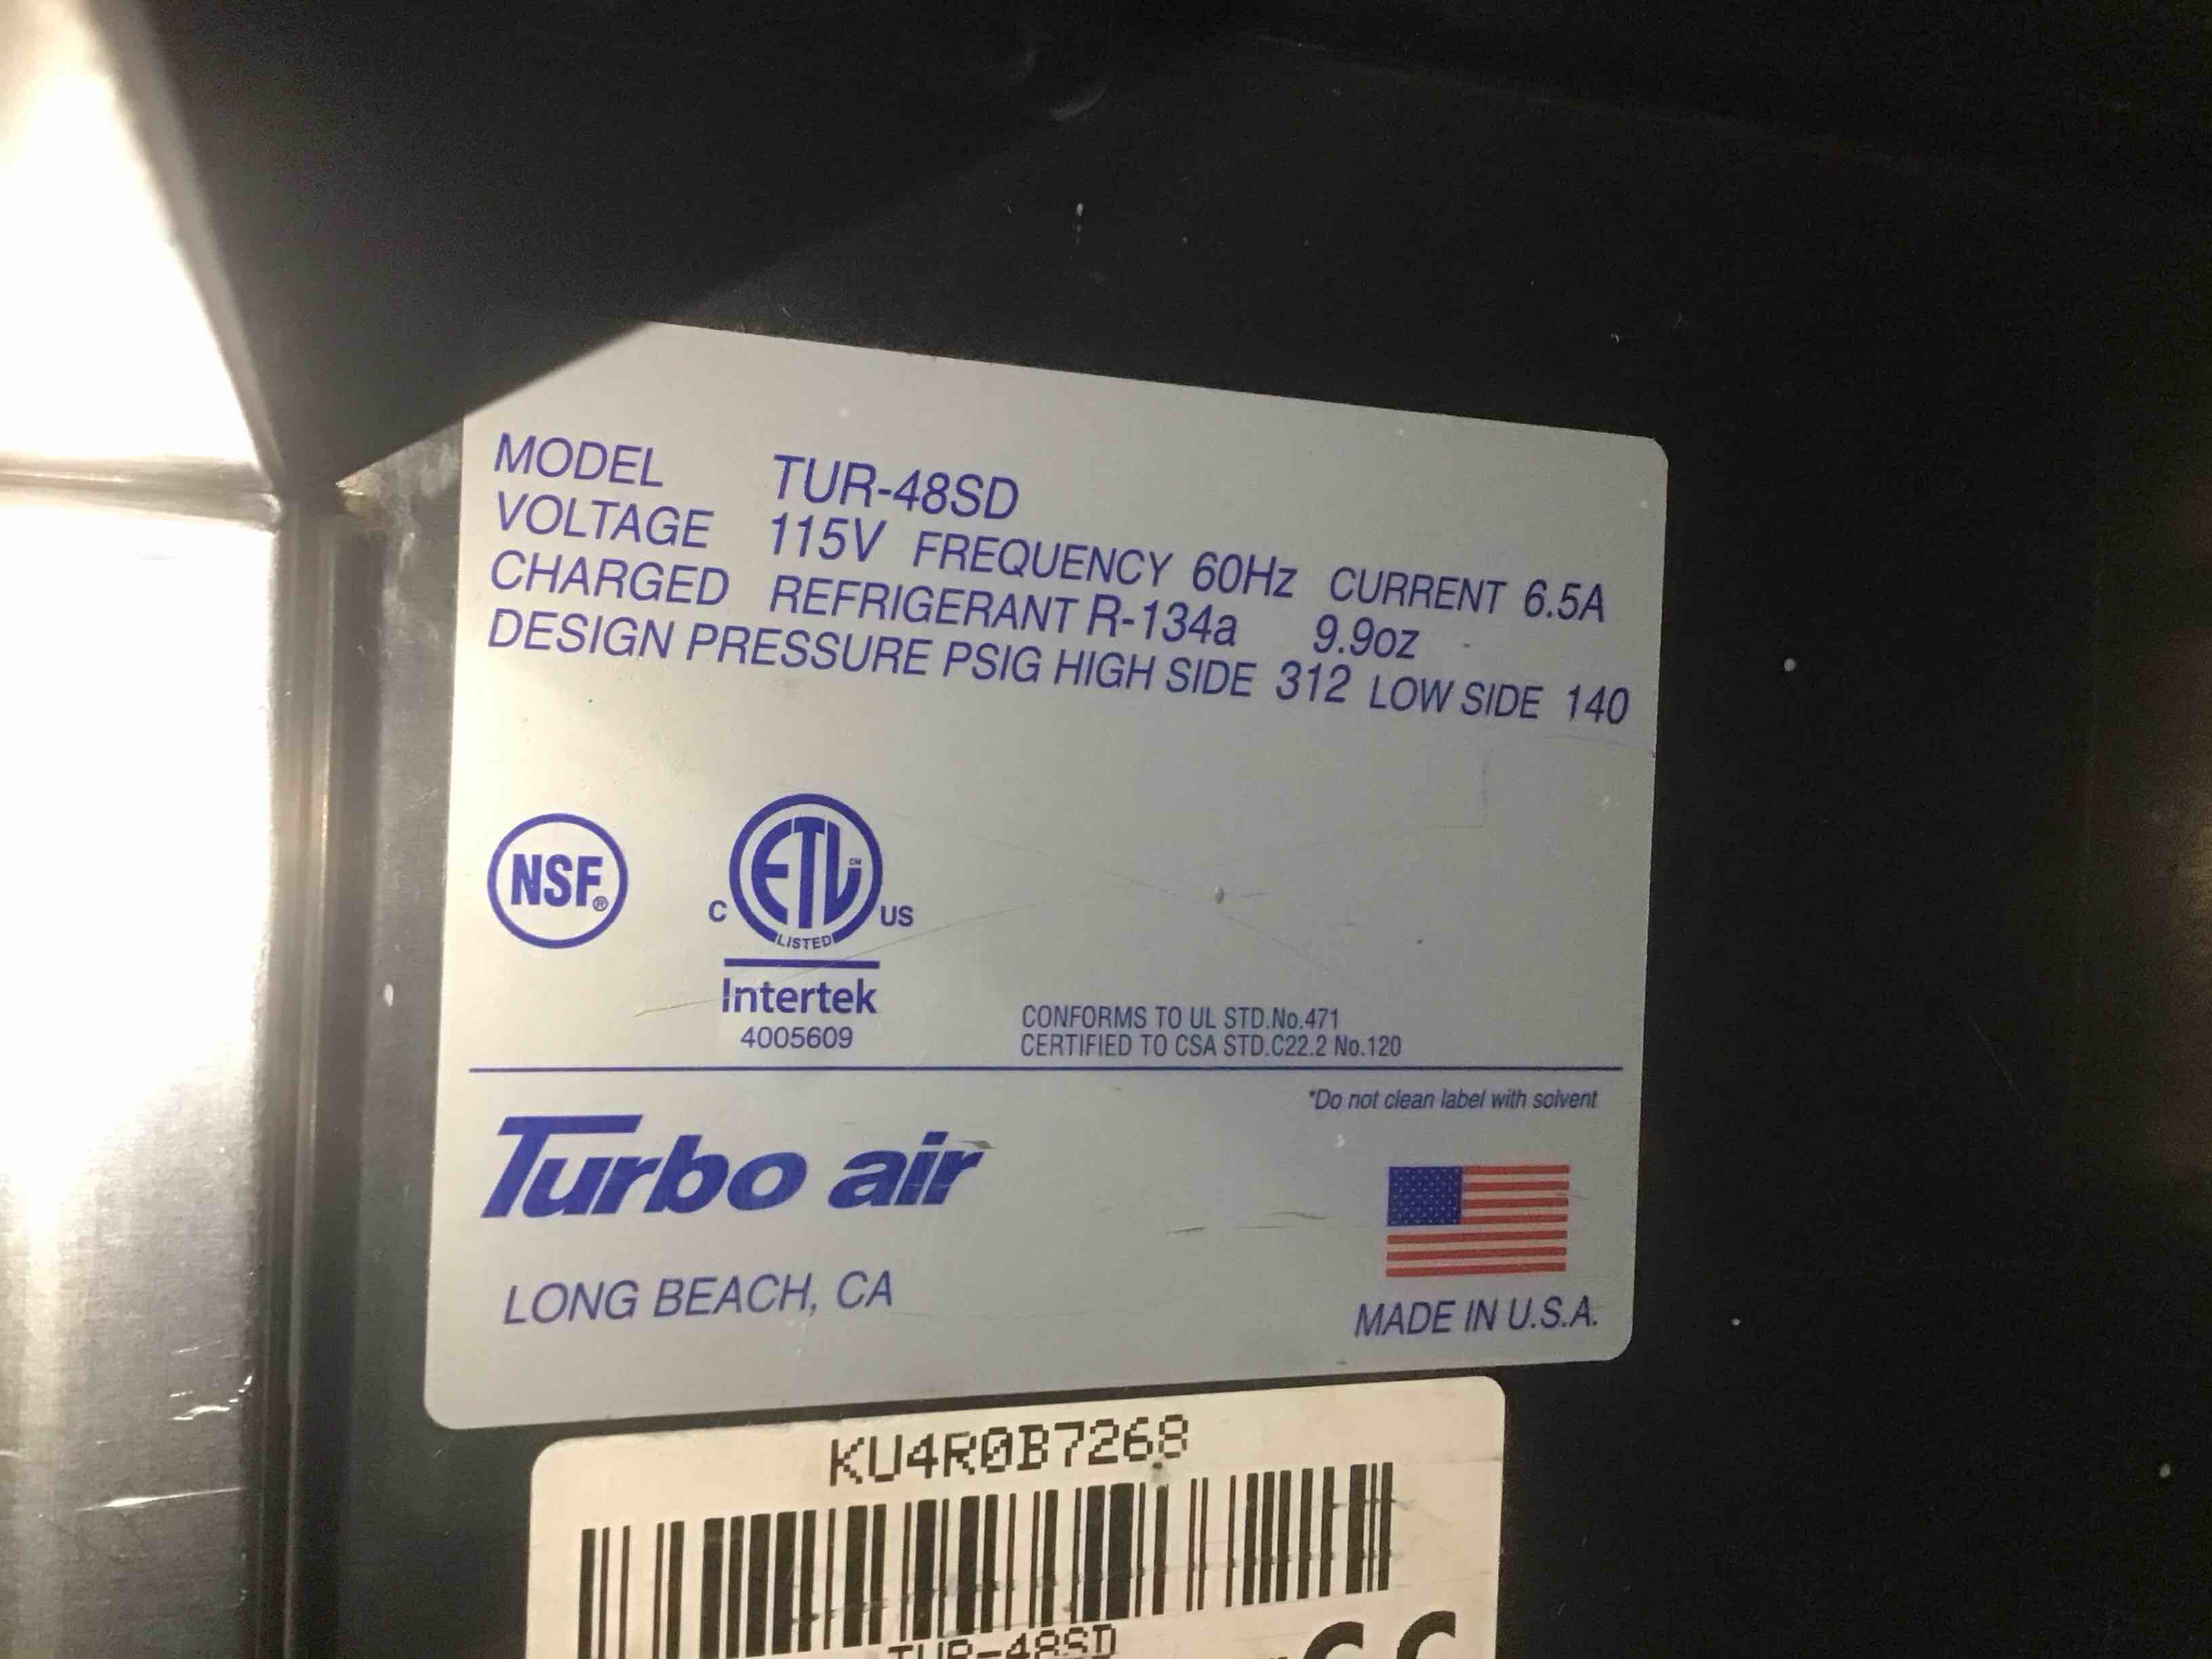 MODEL TUR-48SD
VOLTAGE 115V FREQUENCY 60Hz CURRENT 6.5A
CHARGED REFRIGERANT R-134a 9.9oz
DESIGN PRESSURE PSIG HIGH SIDE 312 LOW SIDE 140
NSF®
C ETL CM US
LISTED
Intertek
4005609
CONFORMS TO UL STD.No.471
CERTIFIED TO CSA STD.C22.2 No.120
*Do not clean label with solvent
Turbo air
LONG BEACH, CA
MADE IN U.S.A.
KU4R0B7268
TUR-48SD